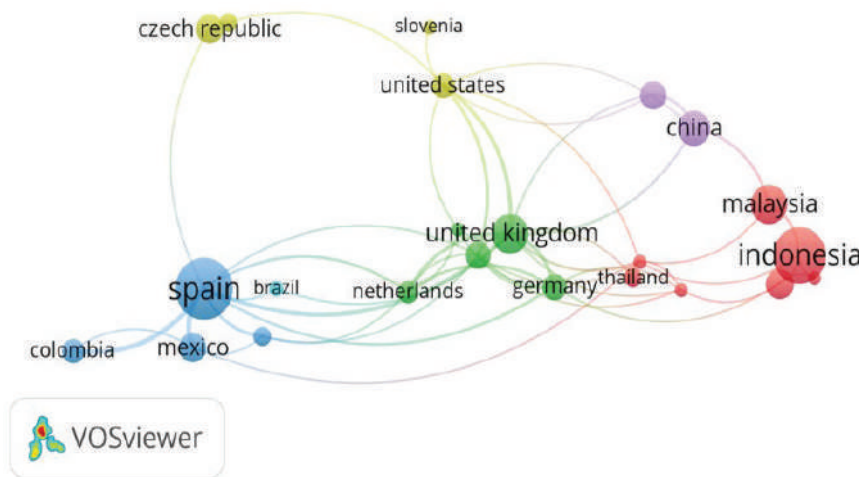 czech republic
slovenia
united states
china
malaysia
united kingdom
indonesia
thailand
spain
brazil
netherlands
germany
colombia
mexico
VOSviewer